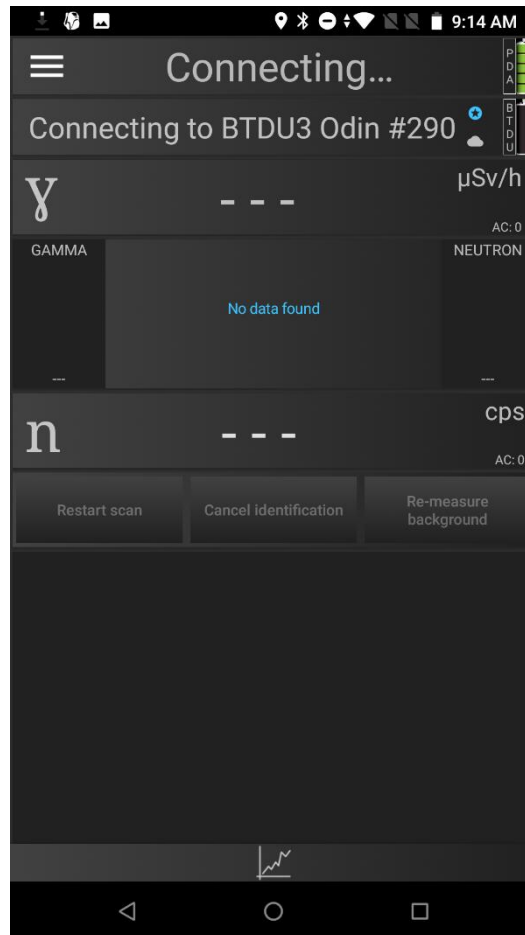 9:14 AM
Connecting...
PDA
Connecting to BTDU3 Odin #290
BTDU
γ
- - -
µSv/h
AC: 0
GAMMA
NEUTRON
No data found
---
---
n
- - -
cps
AC: 0
Restart scan
Cancel identification
Re-measure
background